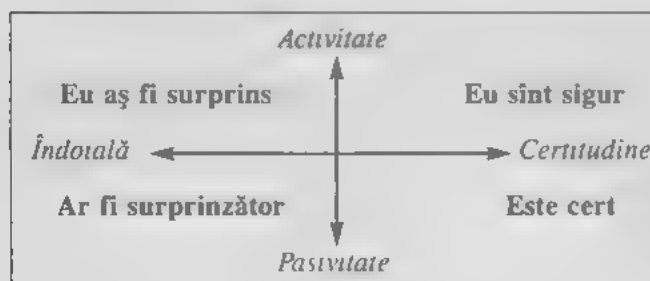 Activitate
Eu aş fi surprins Eu sînt sigur
Îndoială Certitudine
Ar fi surprinzător Este cert
Pasivitate